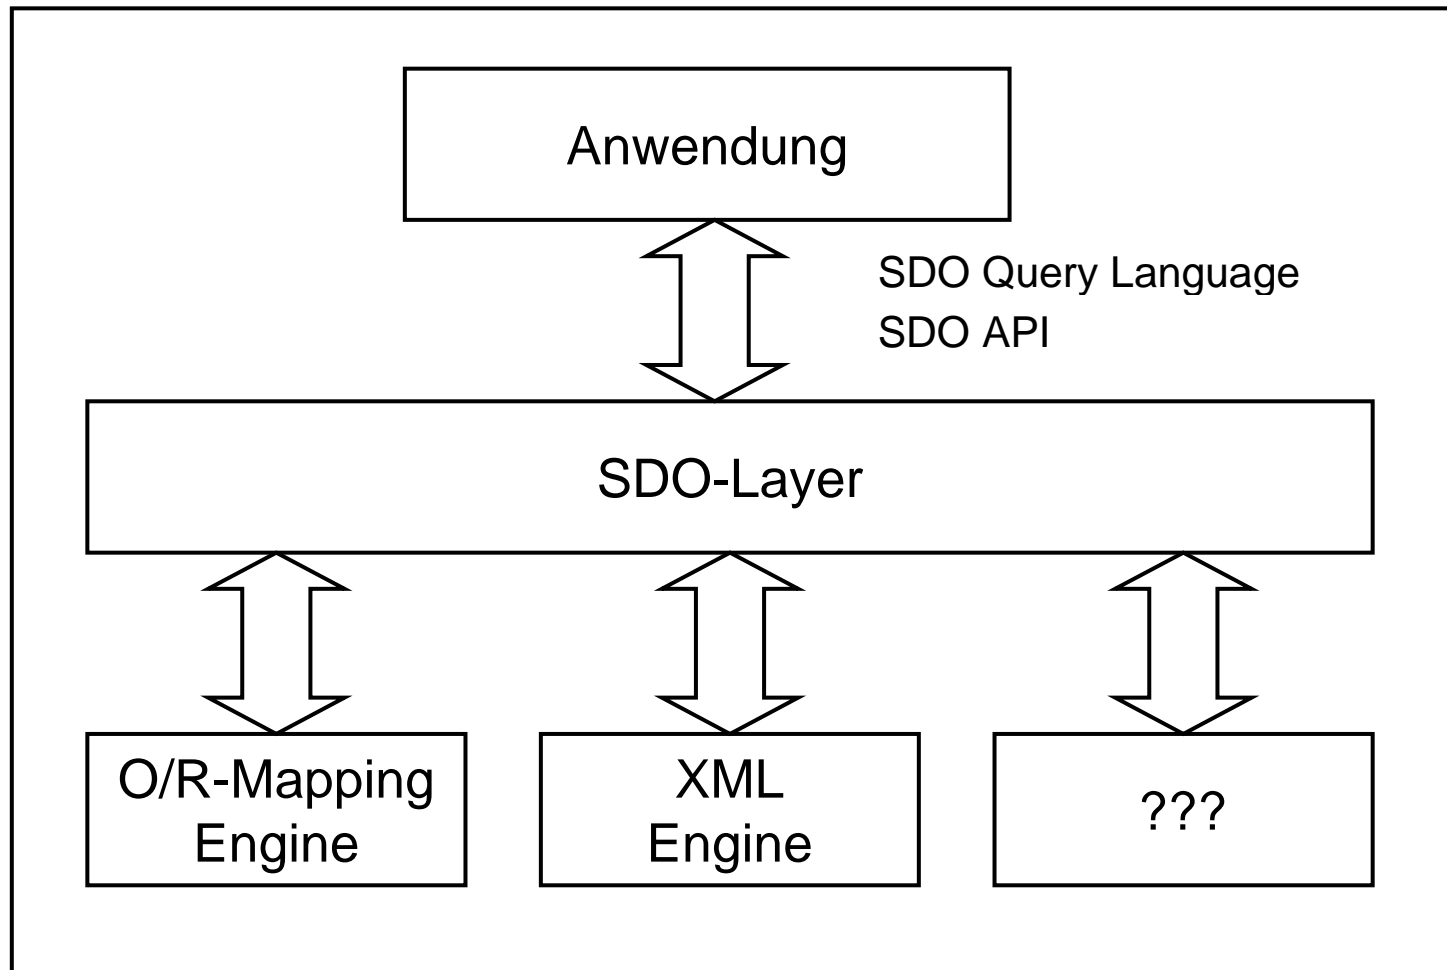 Anwendung
SDO Query Language
SDO API
SDO-Layer
O/R-Mapping
Engine
XML
Engine
???